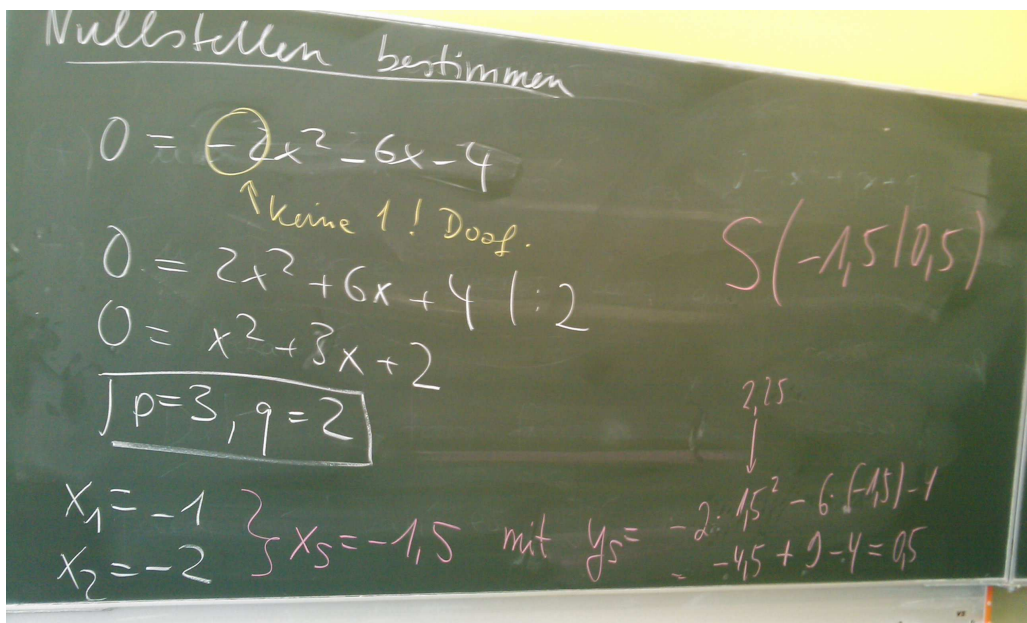 Nullstellen bestimmen
0 = -2x² - 6x - 4
↑ keine 1! Doof.
0 = 2x² + 6x + 4 | :2
0 = x² + 3x + 2
p=3, q=2
x₁ = -1
x₂ = -2
} xs = -1,5 mit ys = -2 · 1,5² - 6 · (-1,5) - 4
= -4,5 + 9 - 4 = 0,5
2,25
S(-1,5|0,5)